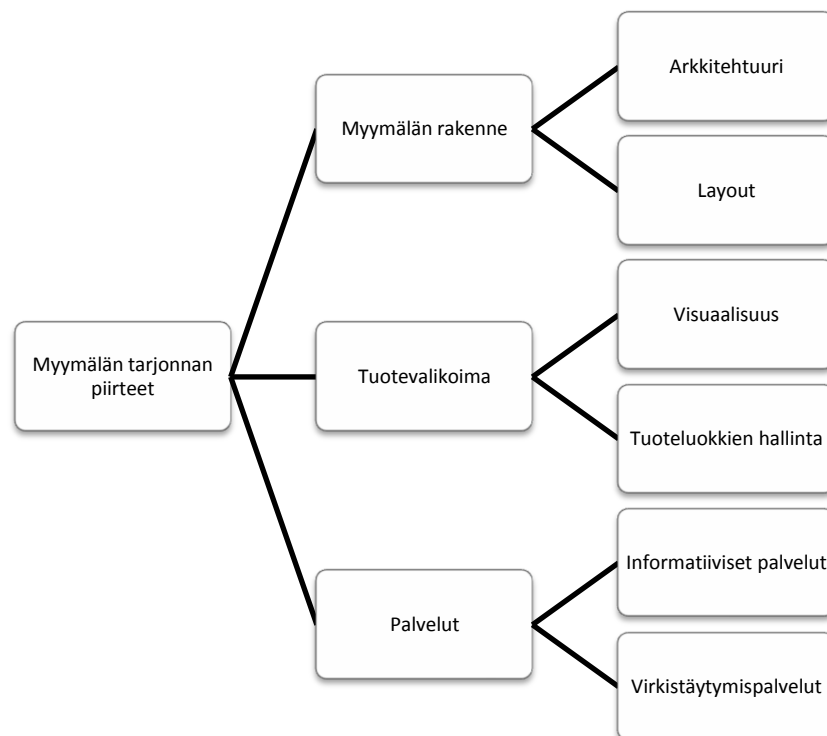 Myymälän tarjonnan
piirteet
Myymälän rakenne
Arkkitehtuuri
Layout
Tuotevalikoima
Visuaalisuus
Tuoteluokkien hallinta
Palvelut
Informatiiviset palvelut
Virkistäytymispalvelut